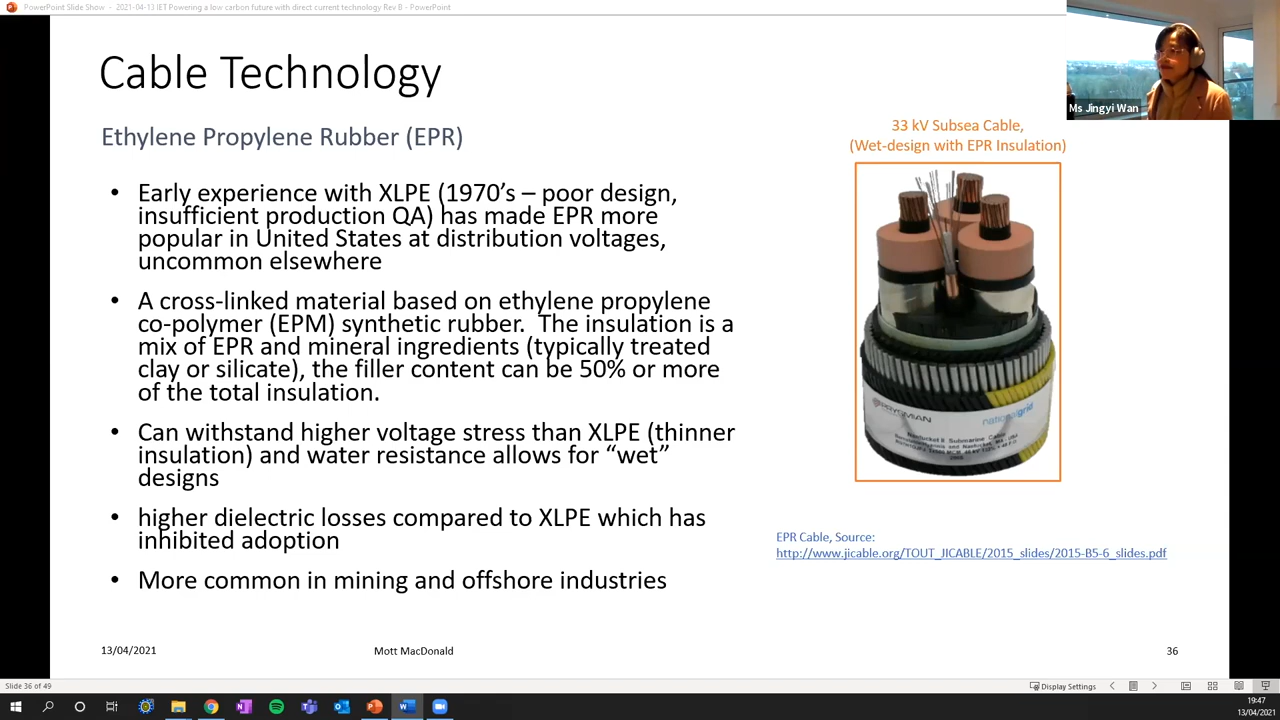 PowerPoint Slide Show - 2021-04-13 IET Powering a low carbon future with direct current technology Rev B - PowerPoint
Ms Jingyi Wan
Cable Technology
Ethylene Propylene Rubber (EPR)
• Early experience with XLPE (1970's – poor design,
insufficient production QA) has made EPR more
popular in United States at distribution voltages,
uncommon elsewhere
• A cross-linked material based on ethylene propylene
co-polymer (EPM) synthetic rubber. The insulation is a
mix of EPR and mineral ingredients (typically treated
clay or silicate), the filler content can be 50% or more
of the total insulation.
• Can withstand higher voltage stress than XLPE (thinner
insulation) and water resistance allows for “wet”
designs
• higher dielectric losses compared to XLPE which has
inhibited adoption
• More common in mining and offshore industries
33 kV Subsea Cable,
(Wet-design with EPR Insulation)
PRYSMIAN
nationalgrid
Nantucket II Submarine Cable
EPR Cable, Source:
http://www.jicable.org/TOUT_JICABLE/2015_slides/2015-B5-6_slides.pdf
13/04/2021
Mott MacDonald
36
Slide 36 of 49
Display Settings
19:47
13/04/2021